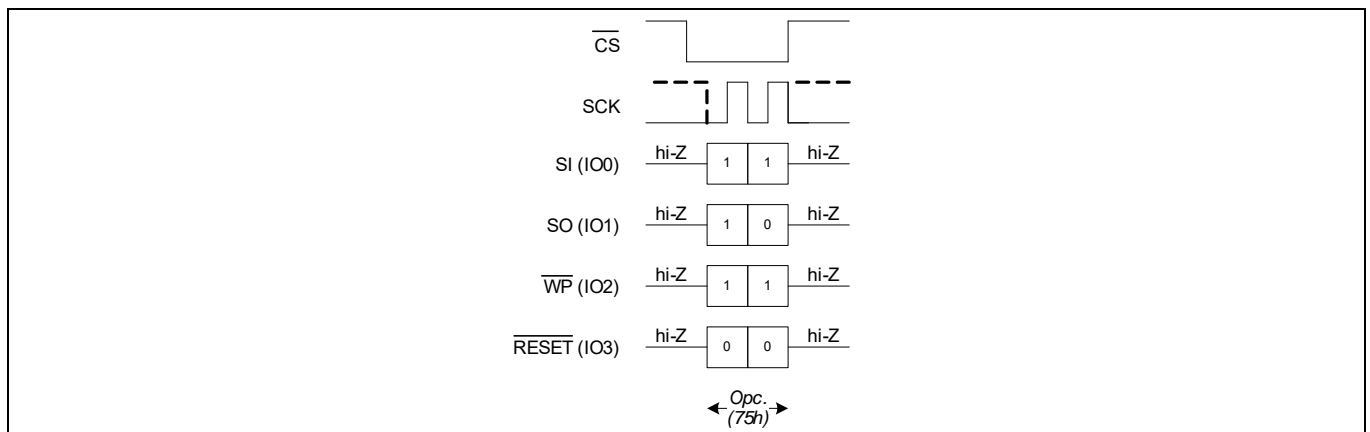 CS
SCK
SI (IO0) hi-Z 1 1 hi-Z
SO (IO1) hi-Z 1 0 hi-Z
WP (IO2) hi-Z 1 1 hi-Z
RESET (IO3) hi-Z 0 0 hi-Z
Opc.
(75h)